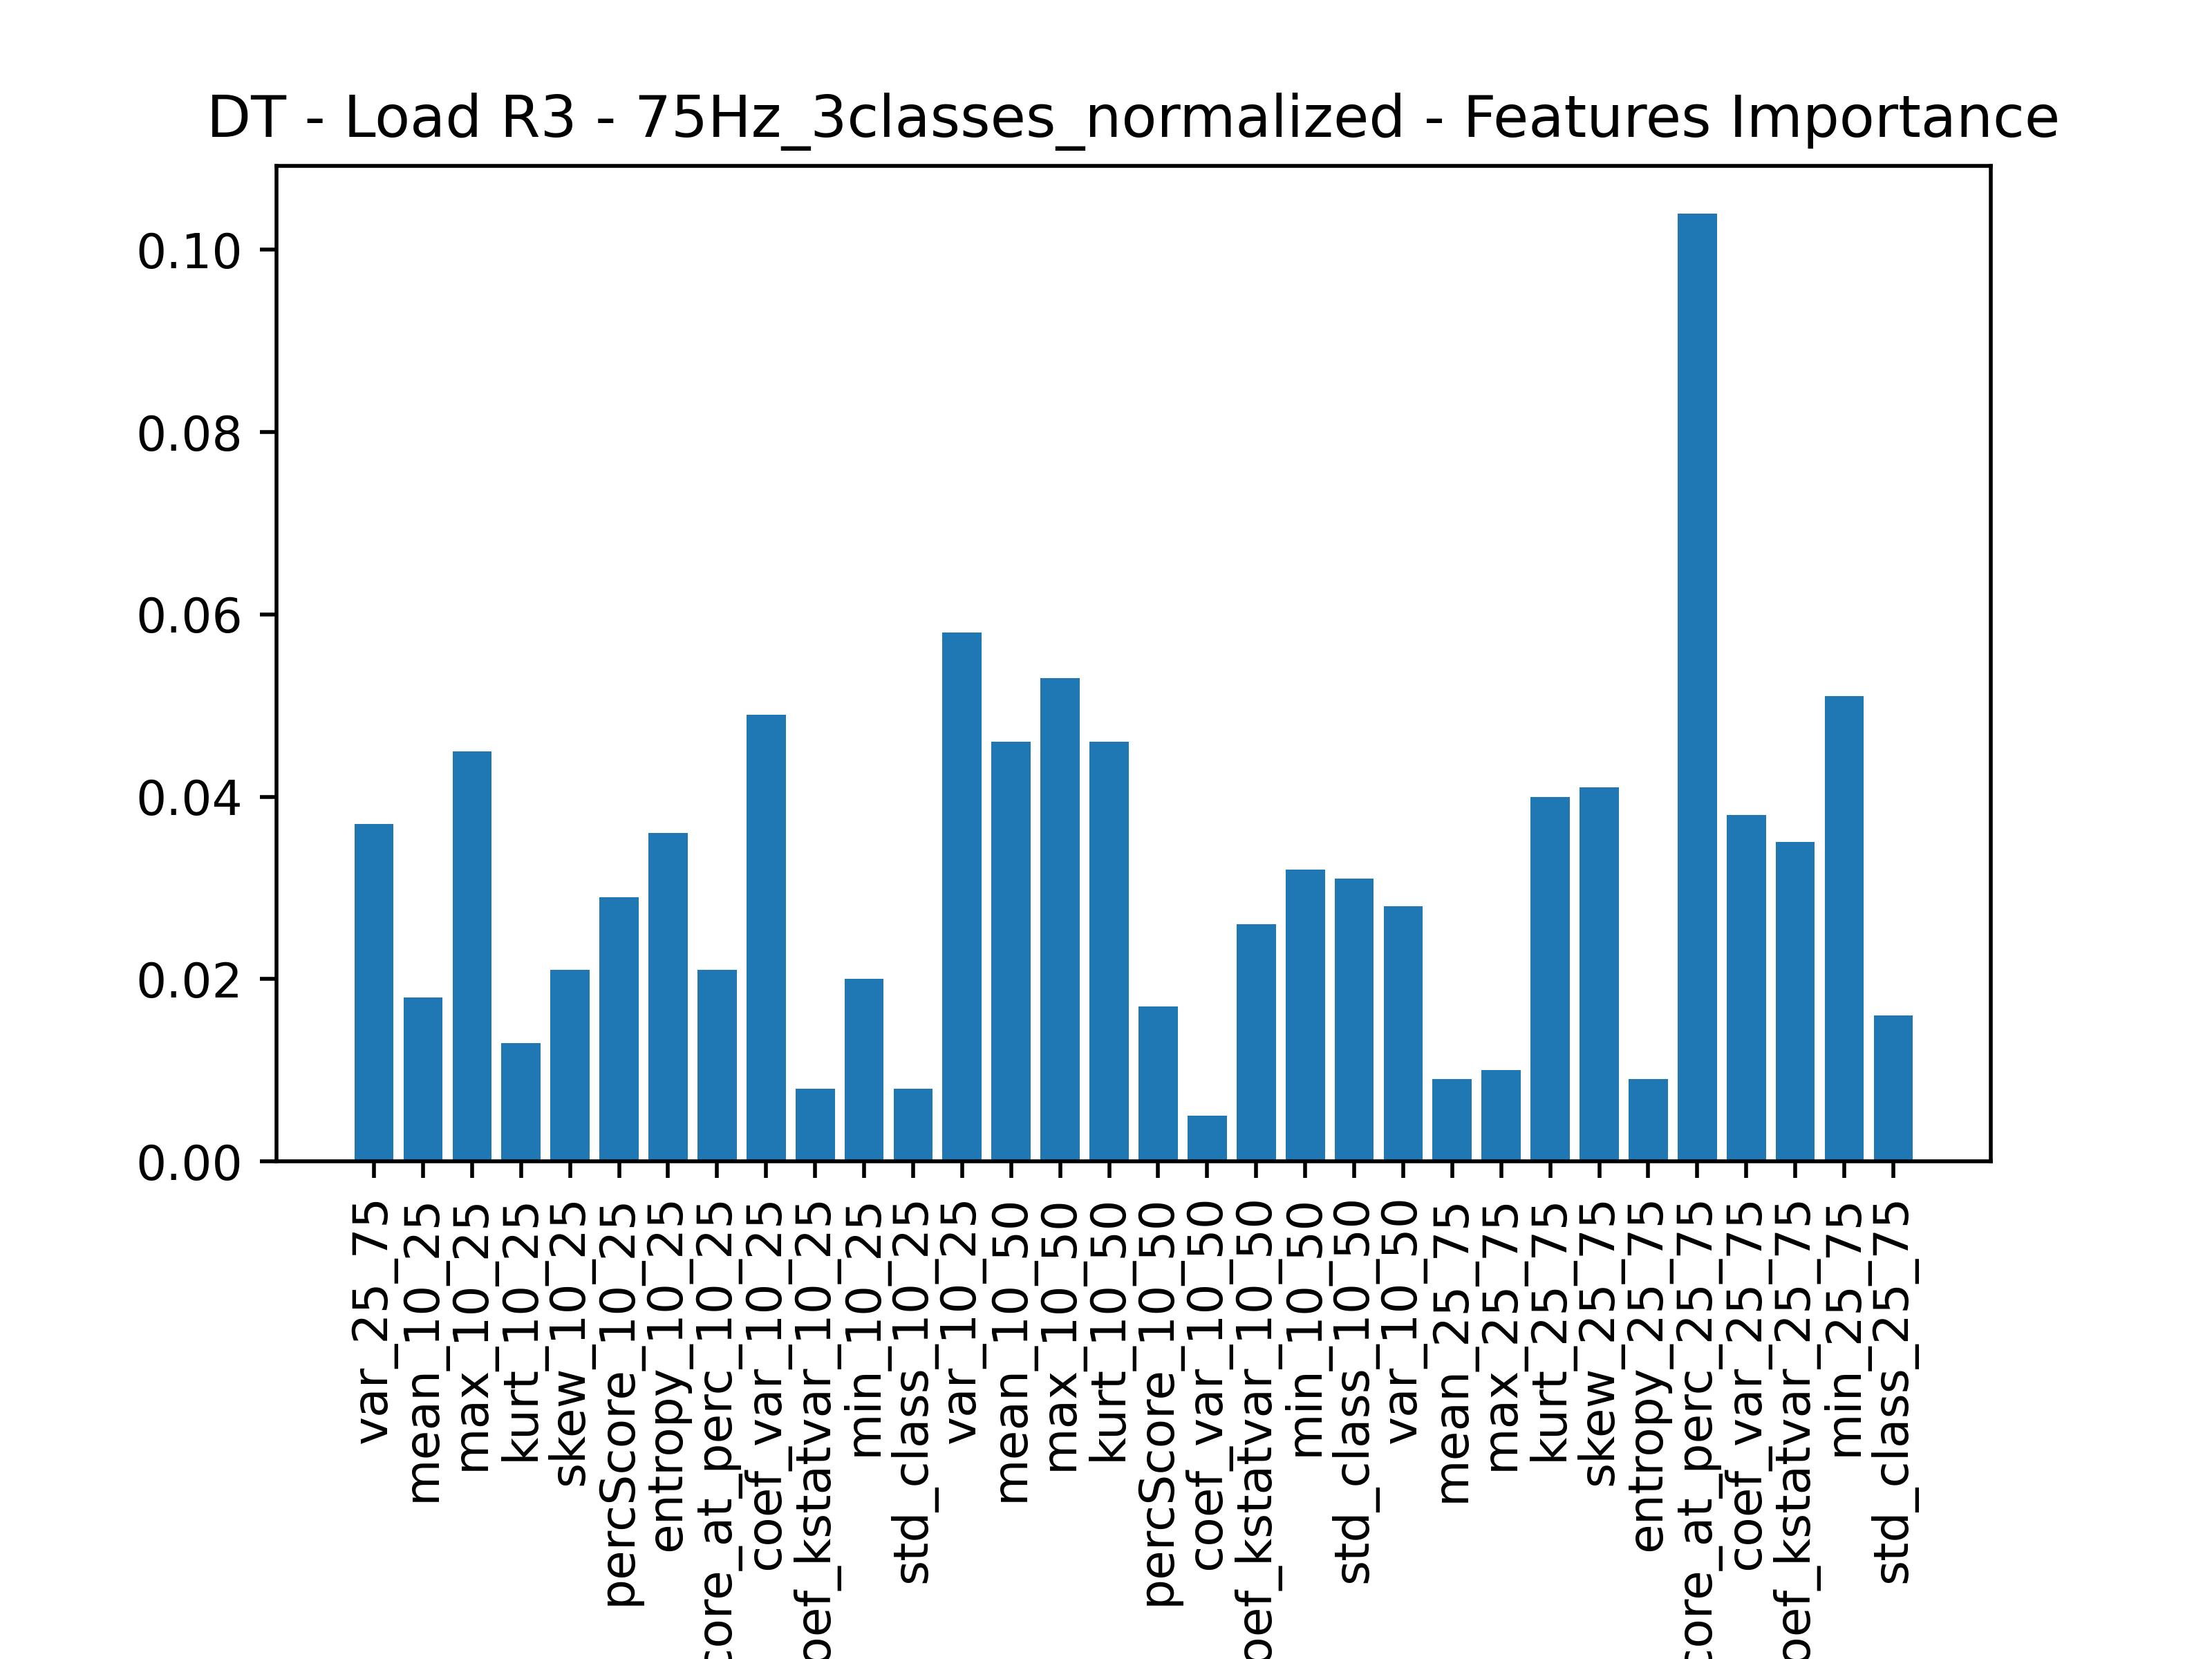 DT - Load R3 - 75Hz_3classes_normalized - Features Importance
0.10
0.08
0.06
0.04
0.02
0.00
var_25_75
mean_10_25
max_10_25
kurt_10_25
skew_10_25
percScore_10_25
entropy_10_25
core_at_perc_10_25
coef_var_10_25
oef_kstatvar_10_25
min_10_25
std_class_10_25
var_10_25
mean_10_50
max_10_50
kurt_10_50
percScore_10_50
coef_var_10_50
oef_kstatvar_10_50
min_10_50
std_class_10_50
var_10_50
mean_25_75
max_25_75
kurt_25_75
skew_25_75
entropy_25_75
core_at_perc_25_75
coef_var_25_75
oef_kstatvar_25_75
min_25_75
std_class_25_75